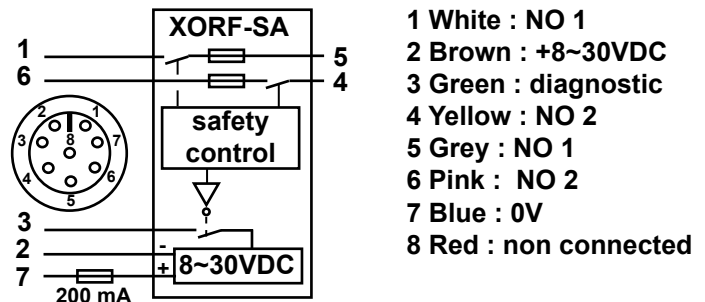 XORF-SA
1
6
5
4
safety
control
2
1
3
8
7
4
6
5
3
2
7
-
+
8~30VDC
200 mA
1 White : NO 1
2 Brown : +8~30VDC
3 Green : diagnostic
4 Yellow : NO 2
5 Grey : NO 1
6 Pink : NO 2
7 Blue : 0V
8 Red : non connected